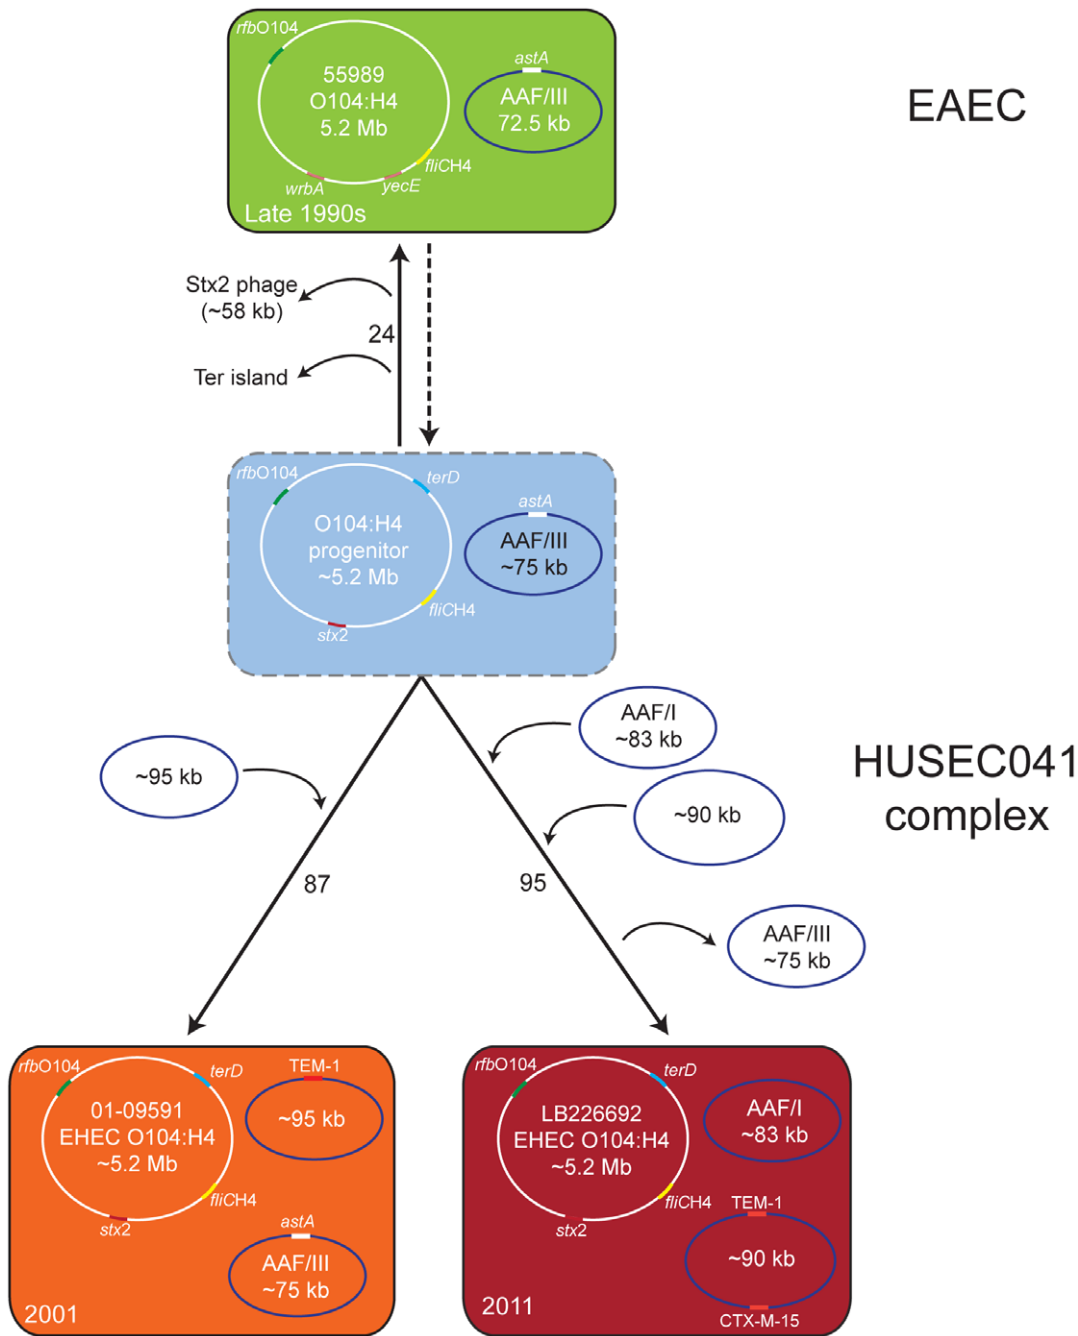 rfbO104
55989
O104:H4
5.2 Mb
wrbA
yecE
fliCH4
astA
AAF/III
72.5 kb
Late 1990s
EAEC
Stx2 phage
(~58 kb)
24
Ter island
rfbO104
terD
O104:H4
progenitor
~5.2 Mb
fliCH4
stx2
astA
AAF/III
~75 kb
AAF/I
~83 kb
~95 kb
~90 kb
HUSEC041
complex
87
95
AAF/III
~75 kb
rfbO104
terD
01-09591
EHEC O104:H4
~5.2 Mb
fliCH4
stx2
TEM-1
~95 kb
astA
AAF/III
~75 kb
2001
rfbO104
terD
LB226692
EHEC O104:H4
~5.2 Mb
fliCH4
stx2
AAF/I
~83 kb
TEM-1
~90 kb
CTX-M-15
2011